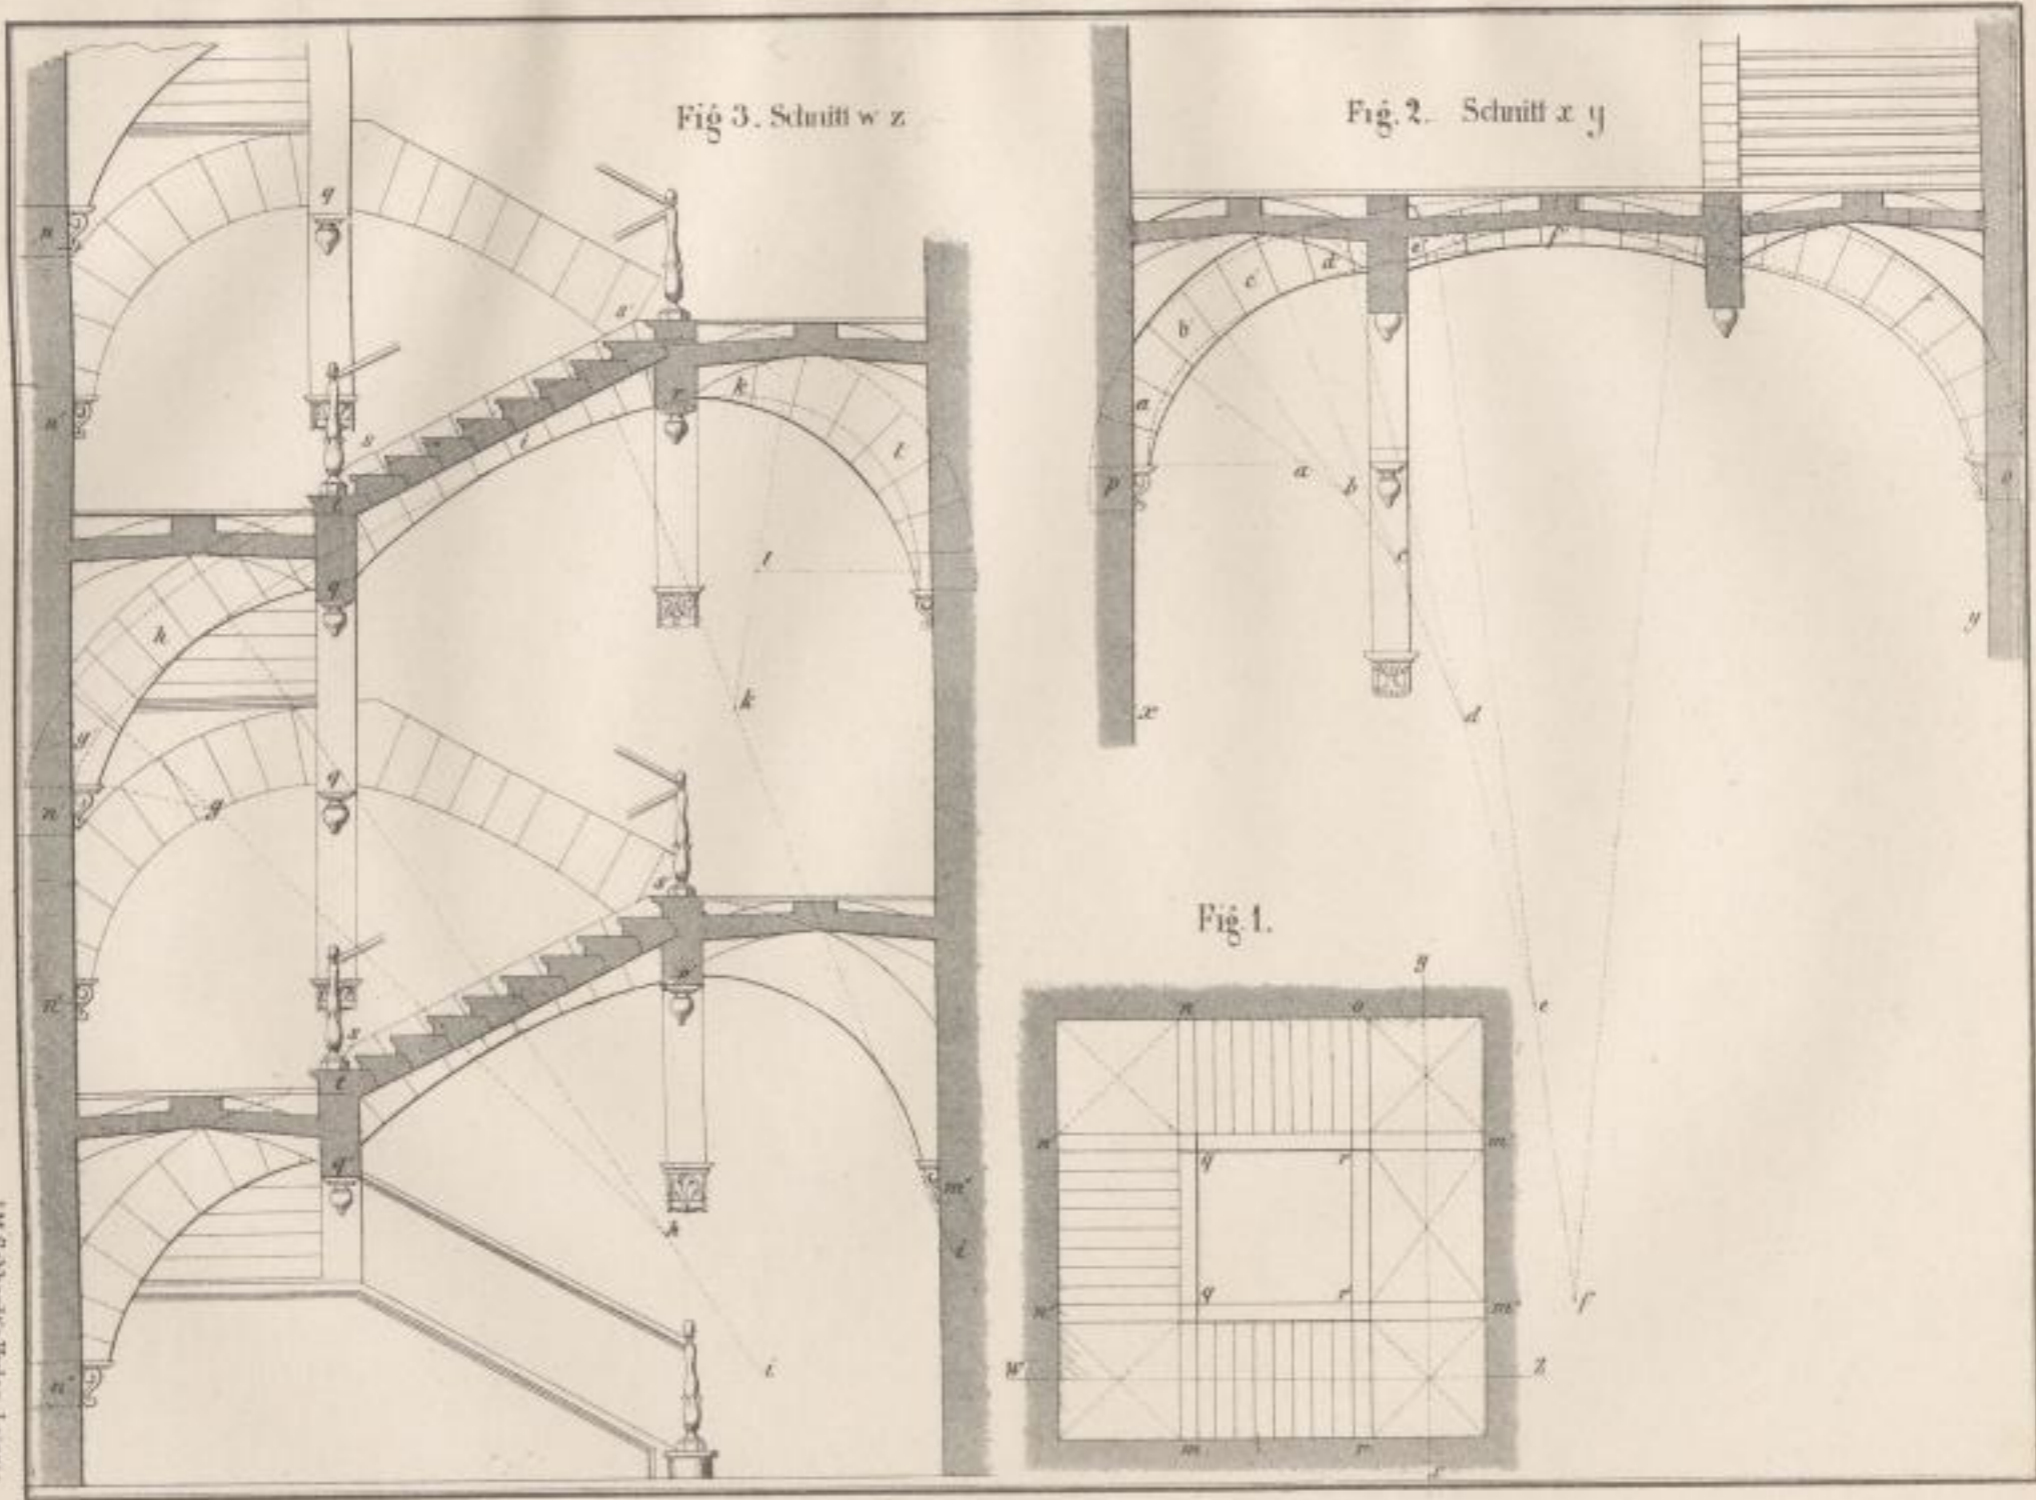 Fig 3. Schnitt w z
Fig. 2. Schnitt x y
q
n
s'
e f
d
c
b
a
n'
s
i
r
k
l
t
p
a
b
o
c
q
h
l
y
k
x
d
g
q
n'
g
s'
Fig. 1.
y
n'
r'
n
o
e
s
t
n'
m
q
r
q'
m''
h
i
q
r
n''
m''
f
w
z
i
n''
m
r
x